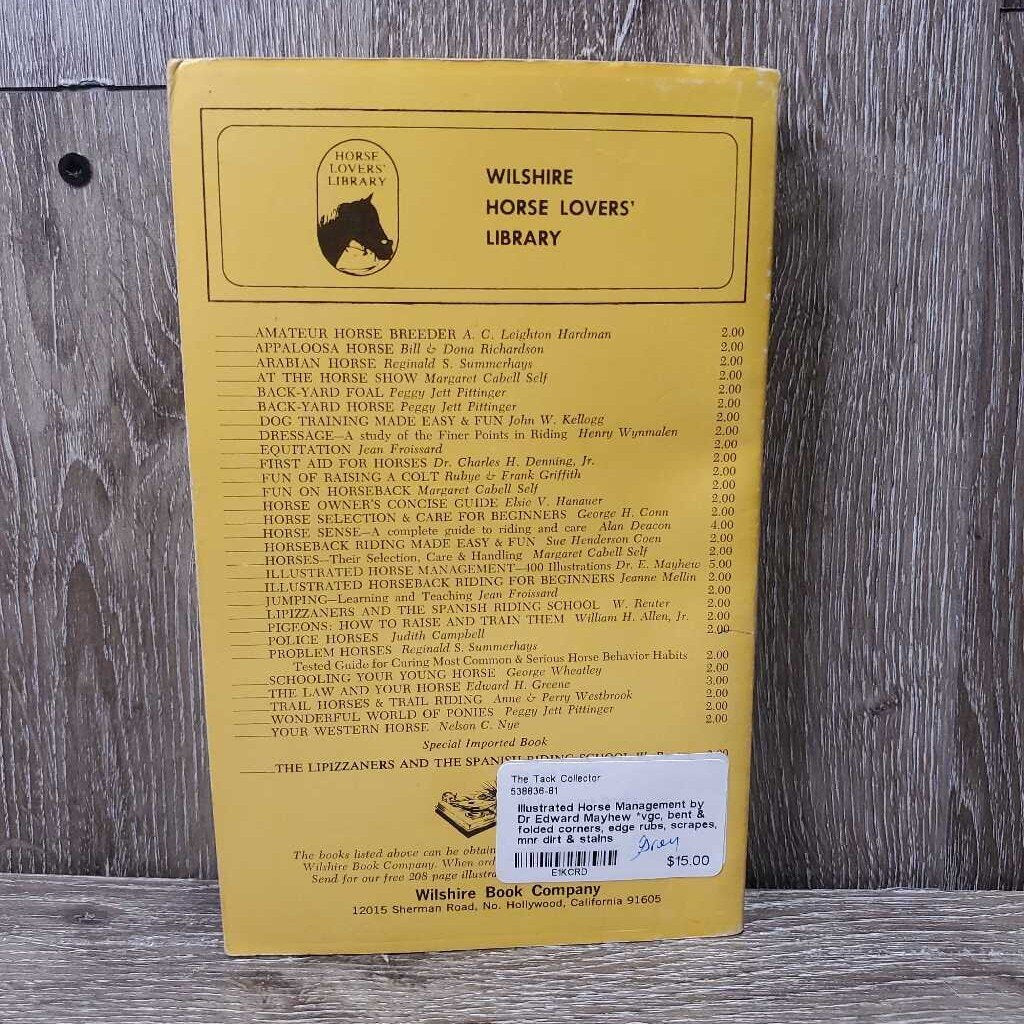 HORSE
LOVERS'
LIBRARY
WILSHIRE
HORSE LOVERS'
LIBRARY
AMATEUR HORSE BREEDER A. C. Leighton Hardman 2.00
APPALOOSA HORSE Bill & Dona Richardson 2.00
ARABIAN HORSE Reginald S. Summerhays 2.00
AT THE HORSE SHOW Margaret Cabell Self 2.00
BACK-YARD FOAL Peggy Jett Pittinger 2.00
BACK-YARD HORSE Peggy Jett Pittinger 2.00
DOG TRAINING MADE EASY & FUN John W. Kellogg 2.00
DRESSAGE—A study of the Finer Points in Riding Henry Wynmalen 2.00
EQUITATION Jean Froissard 2.00
FIRST AID FOR HORSES Dr. Charles H. Denning, Jr. 2.00
FUN OF RAISING A COLT Rubye & Frank Griffith 2.00
FUN ON HORSEBACK Margaret Cabell Self 2.00
HORSE OWNER'S CONCISE GUIDE Elsie V. Hanauer 2.00
HORSE SELECTION & CARE FOR BEGINNERS George H. Conn 2.00
HORSE SENSE—A complete guide to riding and care Alan Deacon 4.00
HORSEBACK RIDING MADE EASY & FUN Sue Henderson Coen 2.00
HORSES—Their Selection, Care & Handling Margaret Cabell Self 2.00
ILLUSTRATED HORSE MANAGEMENT—400 Illustrations Dr. E. Mayhew 5.00
ILLUSTRATED HORSEBACK RIDING FOR BEGINNERS Jeanne Mellin 2.00
JUMPING—Learning and Teaching Jean Froissard 2.00
LIPIZZANERS AND THE SPANISH RIDING SCHOOL W. Reuter 2.00
PIGEONS: HOW TO RAISE AND TRAIN THEM William H. Allen, Jr. 2.00
POLICE HORSES Judith Campbell 2.00
PROBLEM HORSES Reginald S. Summerhays
Tested Guide for Curing Most Common & Serious Horse Behavior Habits 2.00
SCHOOLING YOUR YOUNG HORSE George Wheatley 2.00
THE LAW AND YOUR HORSE Edward H. Greene 3.00
TRAIL HORSES & TRAIL RIDING Anne & Perry Westbrook 2.00
WONDERFUL WORLD OF PONIES Peggy Jett Pittinger 2.00
YOUR WESTERN HORSE Nelson C. Nye 2.00
Special Imported Book
THE LIPIZZANERS AND THE SPANISH RIDING SCHOOL W.
The books listed above can be obtain
Wilshire Book Company. When ord
Send for our free 208 page illustra
Wilshire Book Company
12015 Sherman Road, No. Hollywood, California 91605
The Tack Collector
538836-81
Illustrated Horse Management by
Dr Edward Mayhew *vgc, bent &
folded corners, edge rubs, scrapes,
mnr dirt & stains
E1KCRD
$15.00